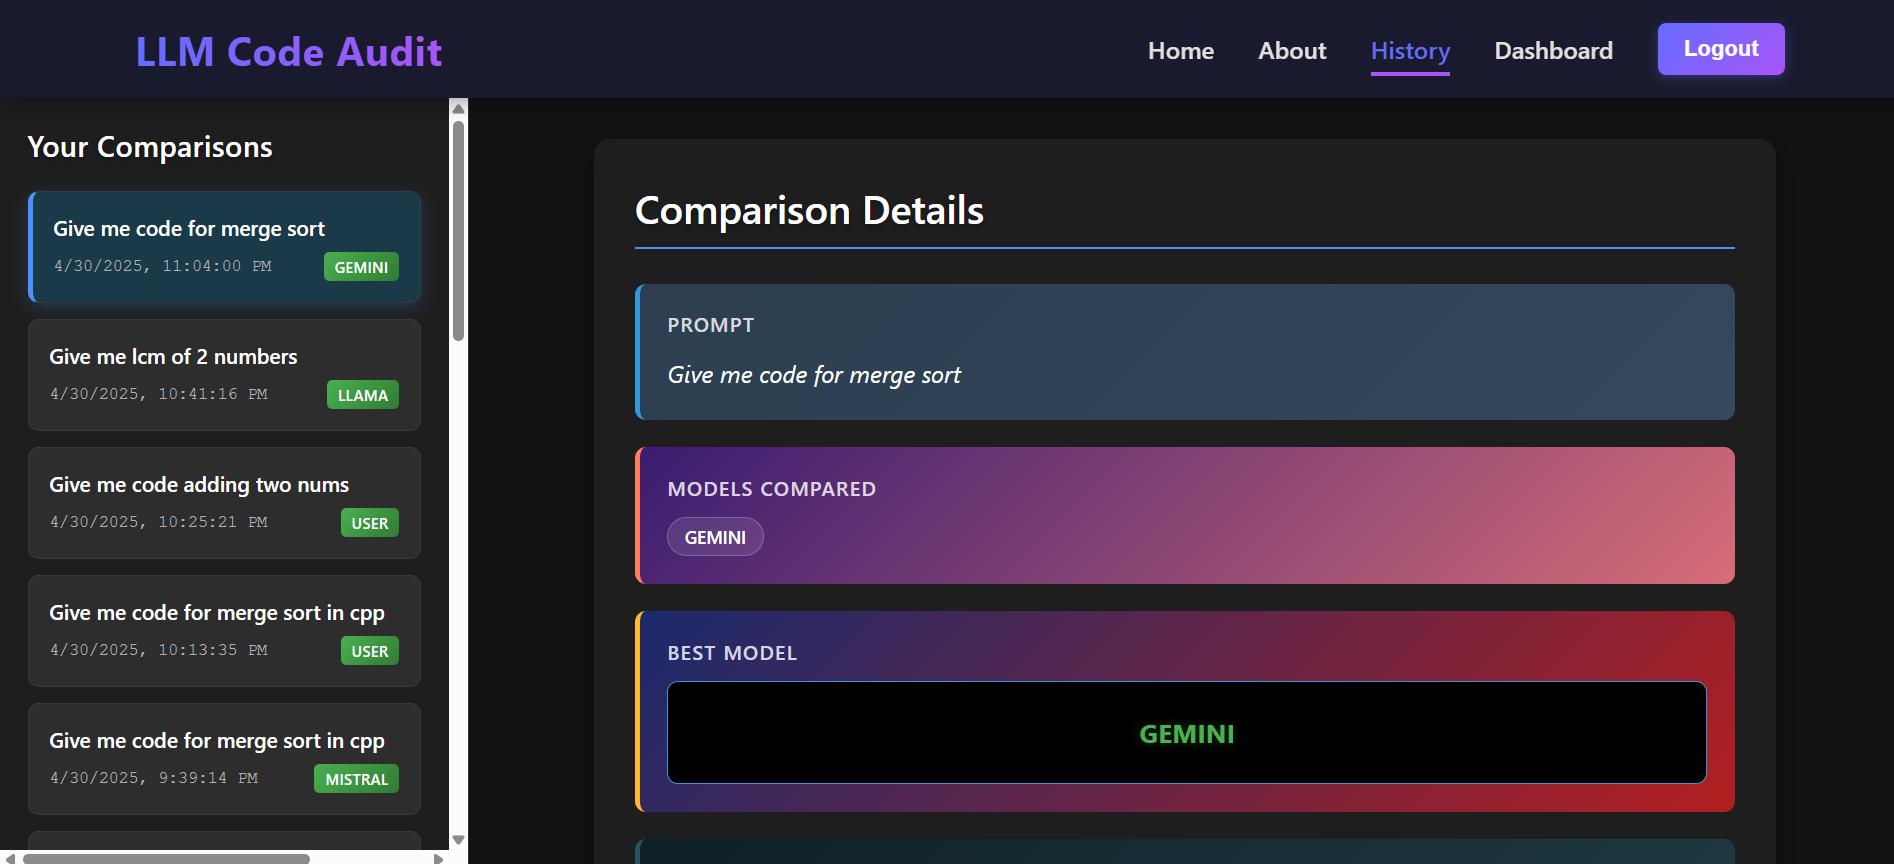 LLM Code Audit
Home
About
History
Dashboard
Logout
Your Comparisons
Give me code for merge sort
4/30/2025, 11:04:00 PM
GEMINI
Give me lcm of 2 numbers
4/30/2025, 10:41:16 PM
LLAMA
Give me code adding two nums
4/30/2025, 10:25:21 PM
USER
Give me code for merge sort in cpp
4/30/2025, 10:13:35 PM
USER
Give me code for merge sort in cpp
4/30/2025, 9:39:14 PM
MISTRAL
Comparison Details
PROMPT
Give me code for merge sort
MODELS COMPARED
GEMINI
BEST MODEL
GEMINI